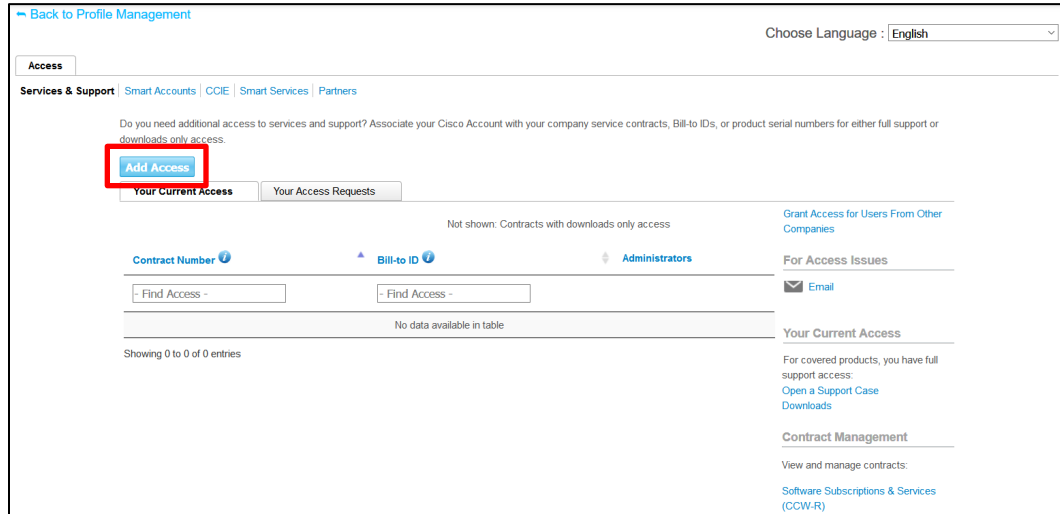 Back to Profile Management
Choose Language : English
Access
Services & Support | Smart Accounts | CCIE | Smart Services | Partners
Do you need additional access to services and support? Associate your Cisco Account with your company service contracts, Bill-to IDs, or product serial numbers for either full support or
downloads only access.
Add Access
Your Current Access
Your Access Requests
Not shown: Contracts with downloads only access
Contract Number
Bill-to ID
Administrators
- Find Access -
- Find Access -
No data available in table
Showing 0 to 0 of 0 entries
Grant Access for Users From Other
Companies
For Access Issues
Email
Your Current Access
For covered products, you have full
support access:
Open a Support Case
Downloads
Contract Management
View and manage contracts:
Software Subscriptions & Services
(CCW-R)